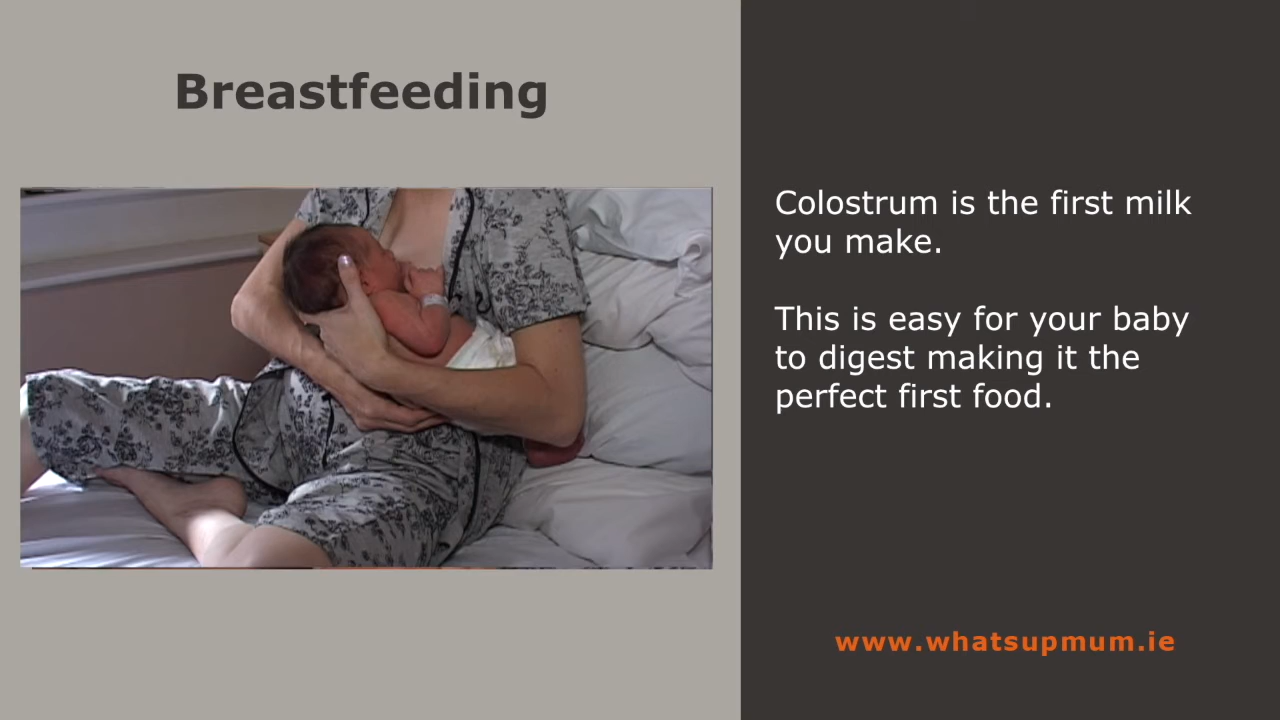 Breastfeeding
Colostrum is the first milk
you make.
This is easy for your baby
to digest making it the
perfect first food.
www.whatsupmum.ie